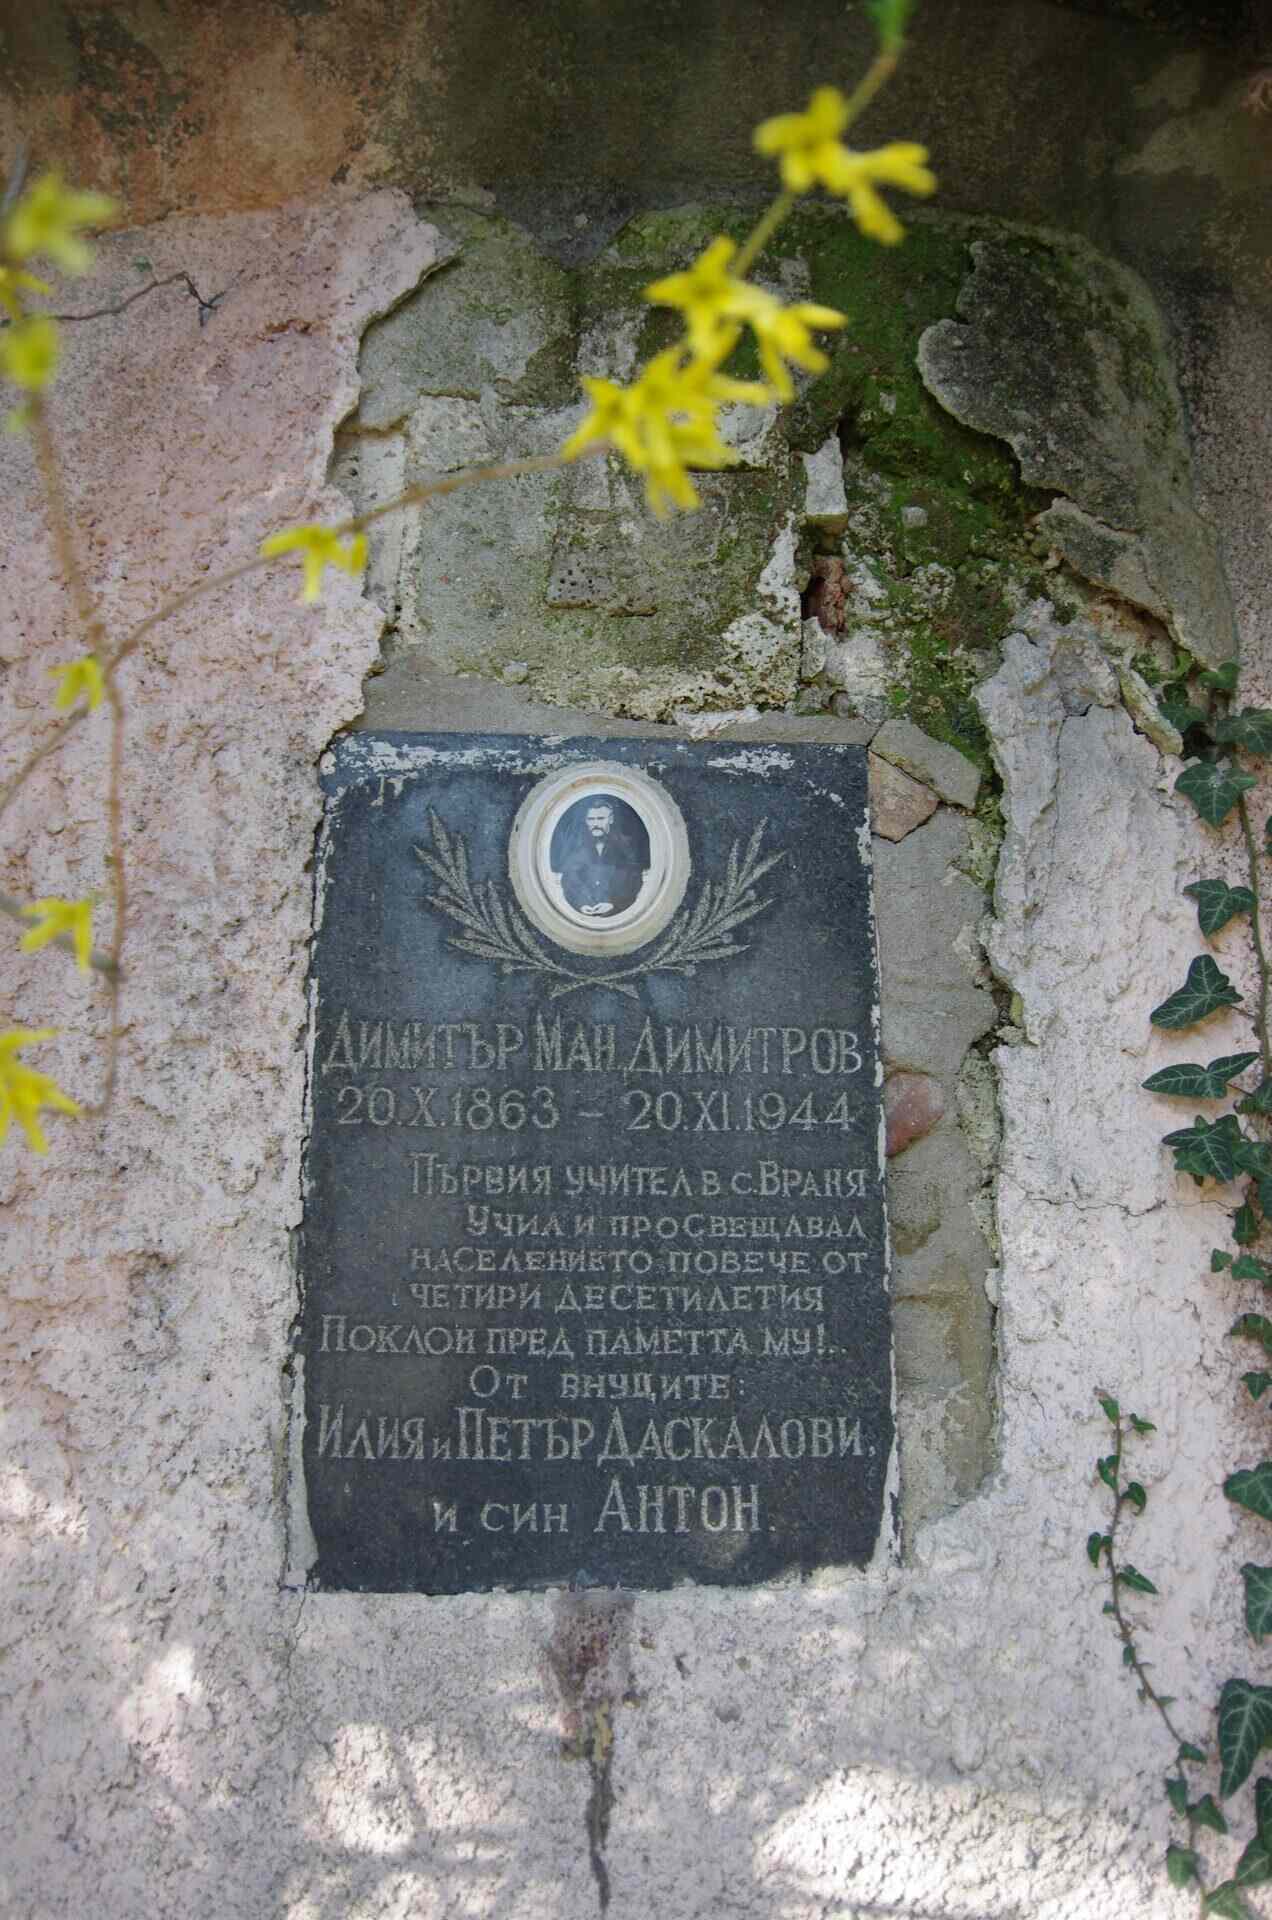 Димитър Ман. Димитров
20.X.1863 – 20.XI.1944
Първия учител в с. Враня
Учил и просвещавал
населението повече от
четири десетилетия
Поклон пред паметта му!..
От внуците:
Илия и Петър Даскалови,
и син Антон.